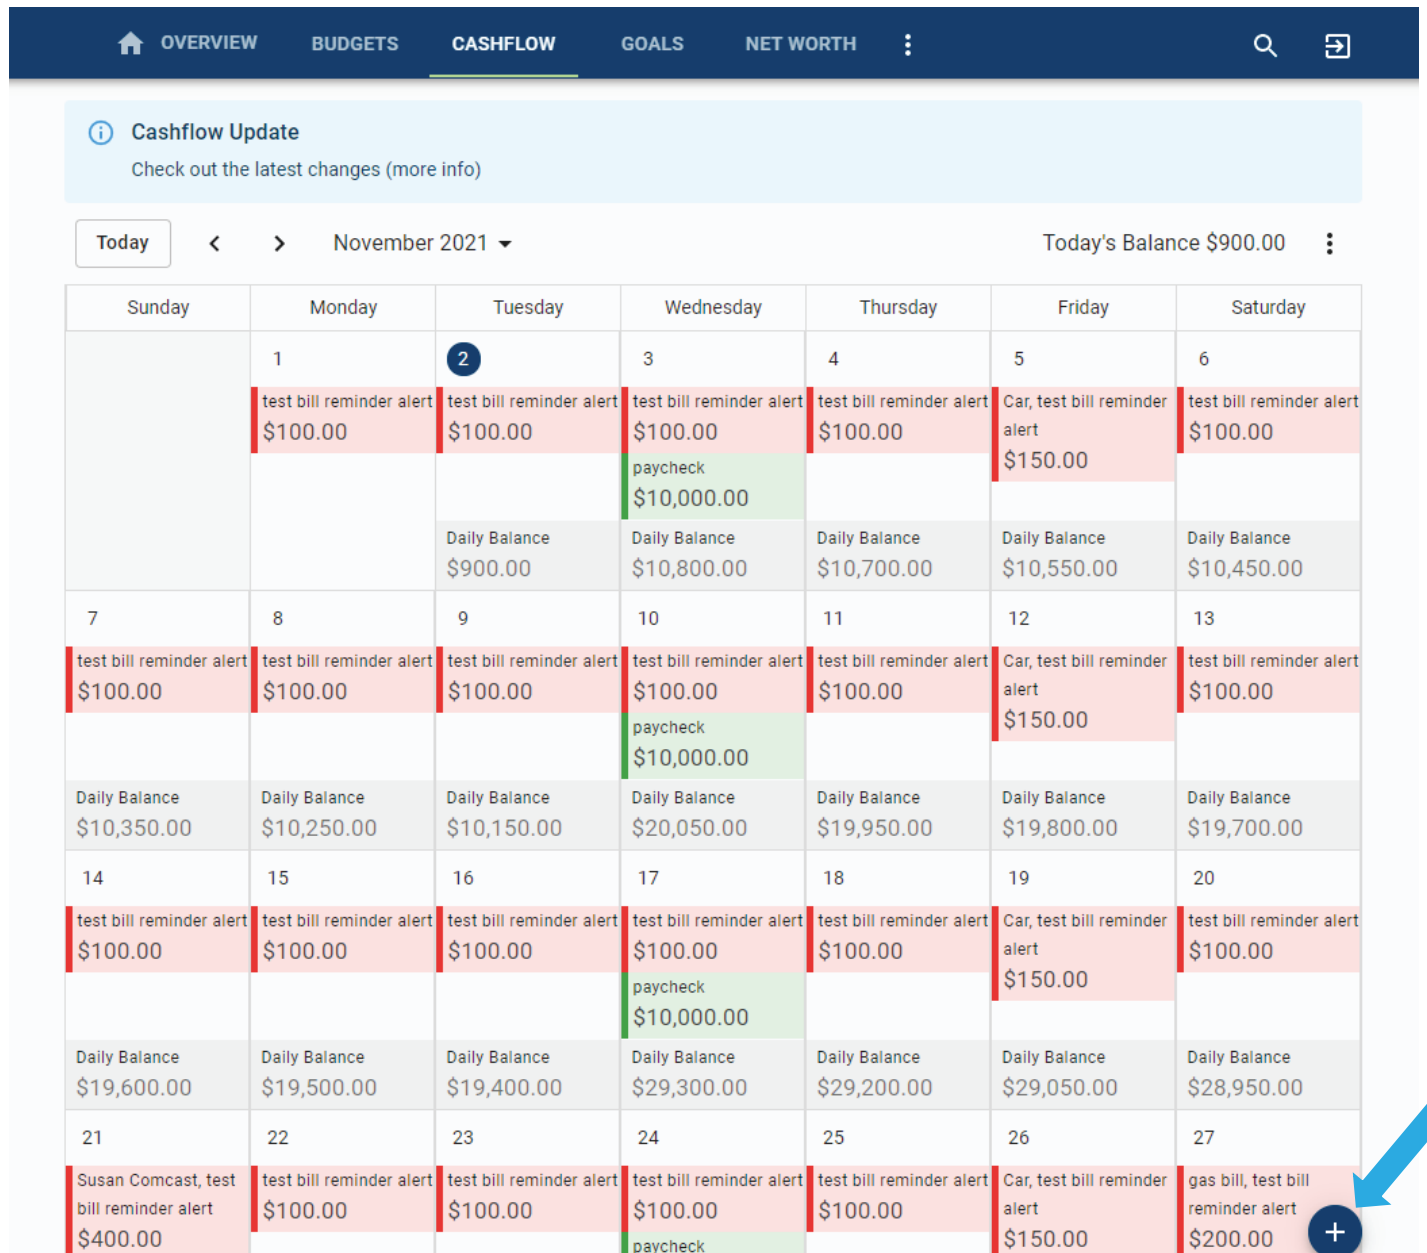 OVERVIEW BUDGETS CASHFLOW GOALS NET WORTH
Cashflow Update
Check out the latest changes (more info)
Today November 2021 Today's Balance $900.00
Sunday Monday Tuesday Wednesday Thursday Friday Saturday
1 2 3 4 5 6
test bill reminder alert test bill reminder alert test bill reminder alert test bill reminder alert Car, test bill reminder test bill reminder alert
$100.00 $100.00 $100.00 $100.00 alert $100.00
$150.00
paycheck
$10,000.00
Daily Balance Daily Balance Daily Balance Daily Balance Daily Balance
$900.00 $10,800.00 $10,700.00 $10,550.00 $10,450.00
7 8 9 10 11 12 13
test bill reminder alert test bill reminder alert test bill reminder alert test bill reminder alert test bill reminder alert Car, test bill reminder test bill reminder alert
$100.00 $100.00 $100.00 $100.00 $100.00 alert $100.00
$150.00
paycheck
$10,000.00
Daily Balance Daily Balance Daily Balance Daily Balance Daily Balance Daily Balance Daily Balance
$10,350.00 $10,250.00 $10,150.00 $20,050.00 $19,950.00 $19,800.00 $19,700.00
14 15 16 17 18 19 20
test bill reminder alert test bill reminder alert test bill reminder alert test bill reminder alert test bill reminder alert Car, test bill reminder test bill reminder alert
$100.00 $100.00 $100.00 $100.00 $100.00 alert $100.00
$150.00
paycheck
$10,000.00
Daily Balance Daily Balance Daily Balance Daily Balance Daily Balance Daily Balance Daily Balance
$19,600.00 $19,500.00 $19,400.00 $29,300.00 $29,200.00 $29,050.00 $28,950.00
21 22 23 24 25 26 27
Susan Comcast, test test bill reminder alert test bill reminder alert test bill reminder alert test bill reminder alert Car, test bill reminder gas bill, test bill
bill reminder alert $100.00 $100.00 $100.00 $100.00 alert reminder alert
$400.00 paycheck $150.00 $200.00